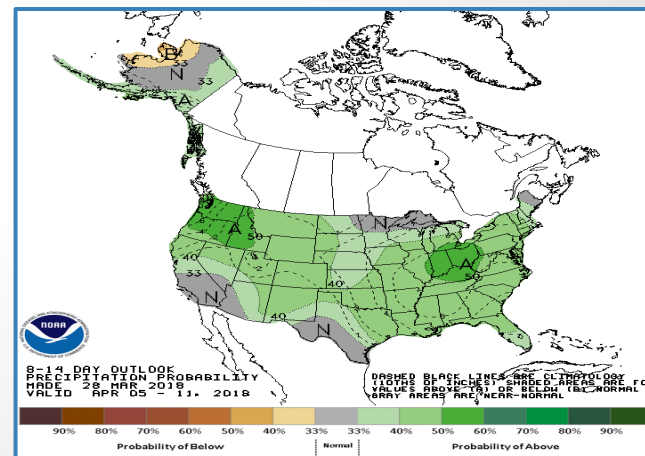 B
33
N
33
A
N
A
50
A
50
40
33
N
40
40
N
NOAA
8-14 DAY OUTLOOK
PRECIPITATION PROBABILITY
MADE 28 MAR 2018
VALID APR 05 - 11, 2018
DASHED BLACK LINES ARE CLIMATOLOGY
(10THS OF INCHES) SHADED AREAS ARE FC
VALUES ABOVE (A) OR BELOW (B) NORMAL
GRAY AREAS ARE NEAR-NORMAL
90% 80% 70% 60% 50% 40% 33% 33% 40% 50% 60% 70% 80% 90%
Probability of Below Normal Probability of Above